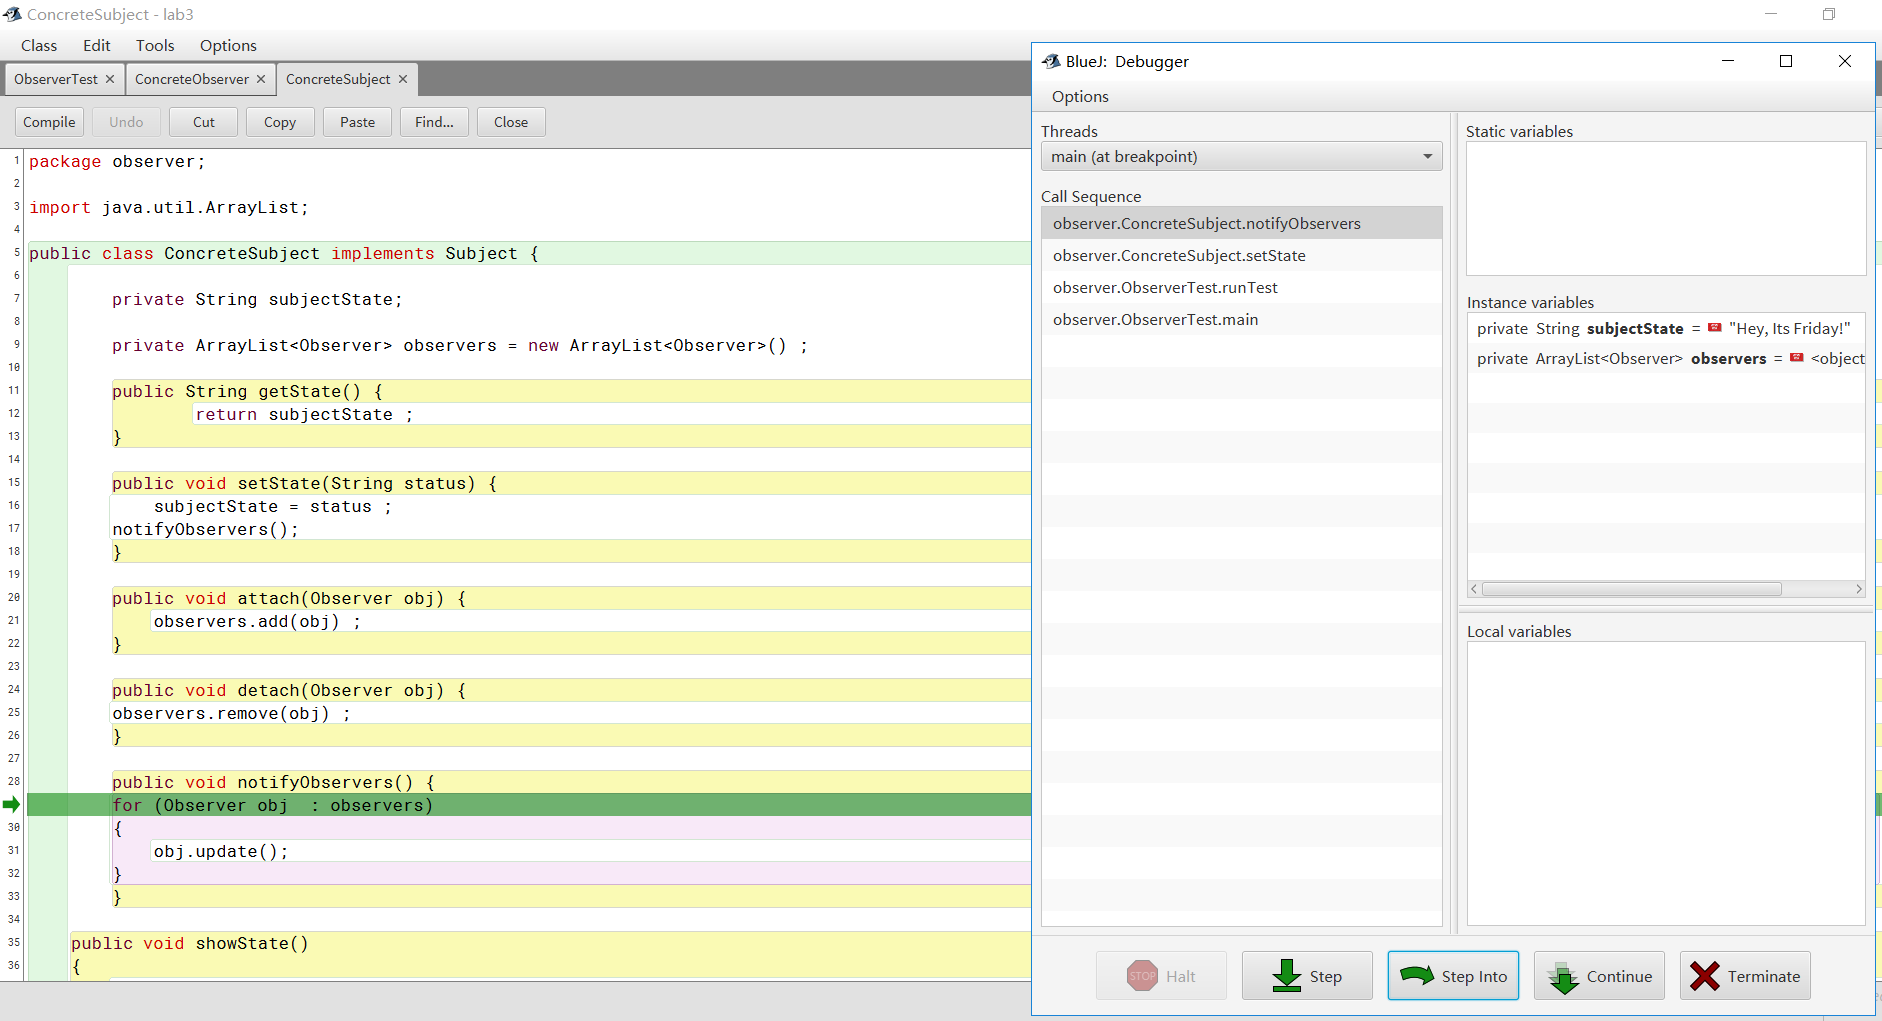 ConcreteSubject - lab3
Class Edit Tools Options
ObserverTest ConcreteObserver ConcreteSubject
Compile Undo Cut Copy Paste Find... Close
1 package observer;
2
3 import java.util.ArrayList;
4
5 public class ConcreteSubject implements Subject {
6
7 private String subjectState;
8
9 private ArrayList<Observer> observers = new ArrayList<Observer>() ;
10
11 public String getState() {
12 return subjectState ;
13 }
14
15 public void setState(String status) {
16 subjectState = status ;
17 notifyObservers();
18 }
19
20 public void attach(Observer obj) {
21 observers.add(obj) ;
22 }
23
24 public void detach(Observer obj) {
25 observers.remove(obj) ;
26 }
27
28 public void notifyObservers() {
for (Observer obj  : observers)
30 {
31 obj.update();
32 }
33 }
34
35 public void showState()
36 {
BlueJ: Debugger
Options
Threads
main (at breakpoint)
Call Sequence
observer.ConcreteSubject.notifyObservers
observer.ConcreteSubject.setState
observer.ObserverTest.runTest
observer.ObserverTest.main
Static variables
Instance variables
private String subjectState = "Hey, Its Friday!"
private ArrayList<Observer> observers = <object
Local variables
STOP Halt
Step
Step Into
Continue
Terminate